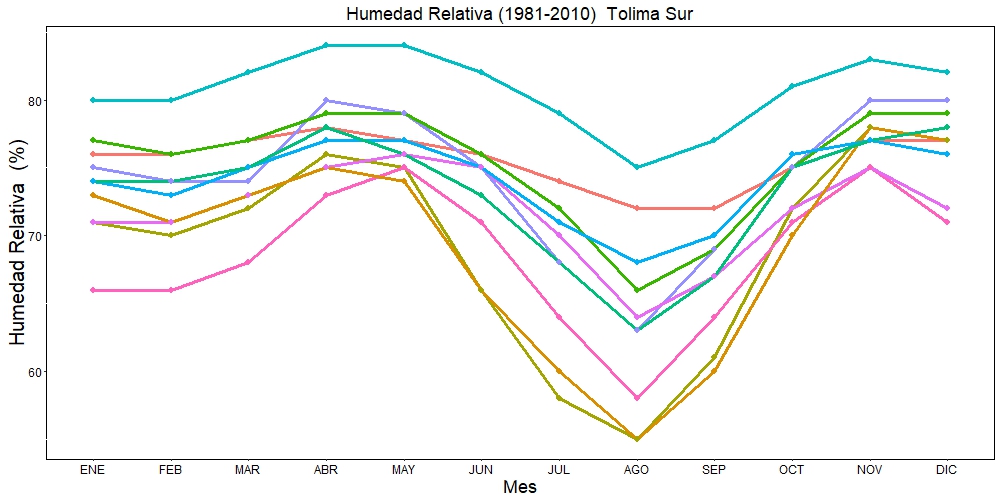 Humedad Relativa (1981-2010)  Tolima Sur
Humedad Relativa  (%)
80
70
60
ENE FEB MAR ABR MAY JUN JUL AGO SEP OCT NOV DIC
Mes